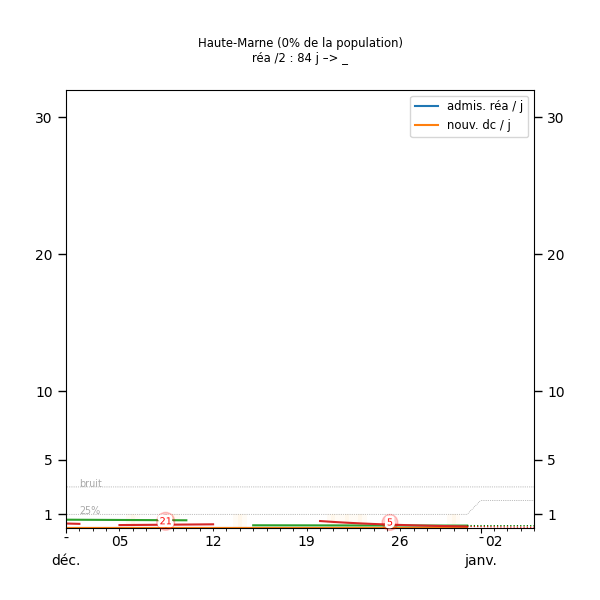 Haute-Marne (0% de la population)
réa /2 : 84 j –> _
admis. réa / j
nouv. dc / j
30 30
20 20
10 10
5 5
bruit
25%
1 1
21 5
- 05 12 19 26 - 02
déc. janv.